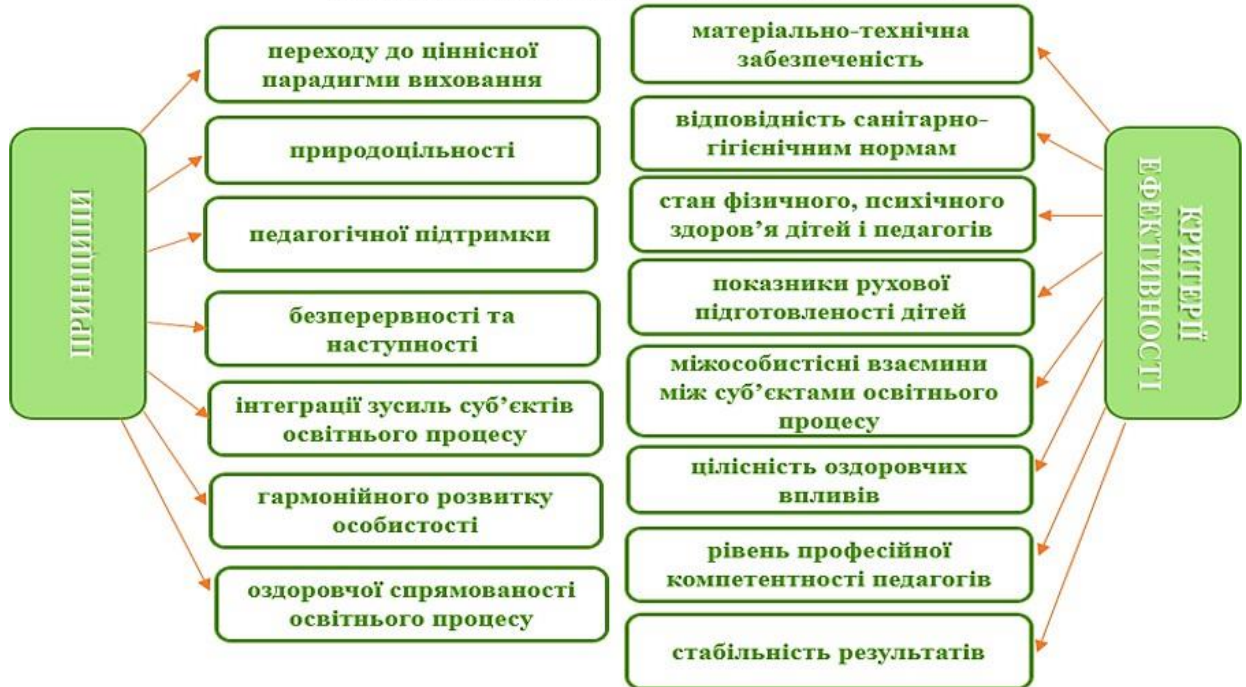 ПРИНЦИПИ
переходу до ціннісної
парадигми виховання
природоцільності
педагогічної підтримки
безперервності та
наступності
інтеграції зусиль суб’єктів
освітнього процесу
гармонійного розвитку
особистості
оздоровчої спрямованості
освітнього процесу
КРИТЕРІЇ
ЕФЕКТИВНОСТІ
матеріально-технічна
забезпеченість
відповідність санітарно-
гігієнічним нормам
стан фізичного, психічного
здоров’я дітей і педагогів
показники рухової
підготовленості дітей
міжособистісні взаємини
між суб’єктами освітнього
процесу
цілісність оздоровчих
впливів
рівень професійної
компетентності педагогів
стабільність результатів